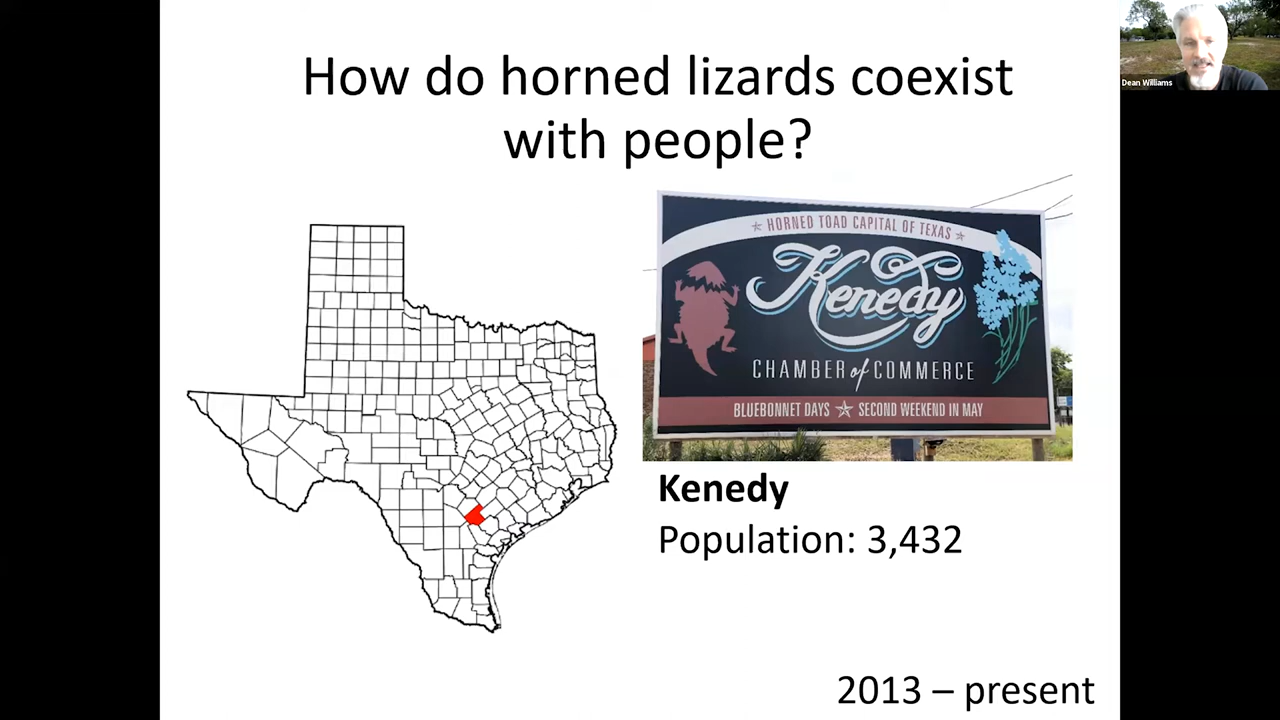 How do horned lizards coexist
with people?
Dean Williams
HORNED TOAD CAPITAL OF TEXAS
Kenedy
CHAMBER of COMMERCE
BLUEBONNET DAYS SECOND WEEKEND IN MAY
Kenedy
Population: 3,432
2013 – present